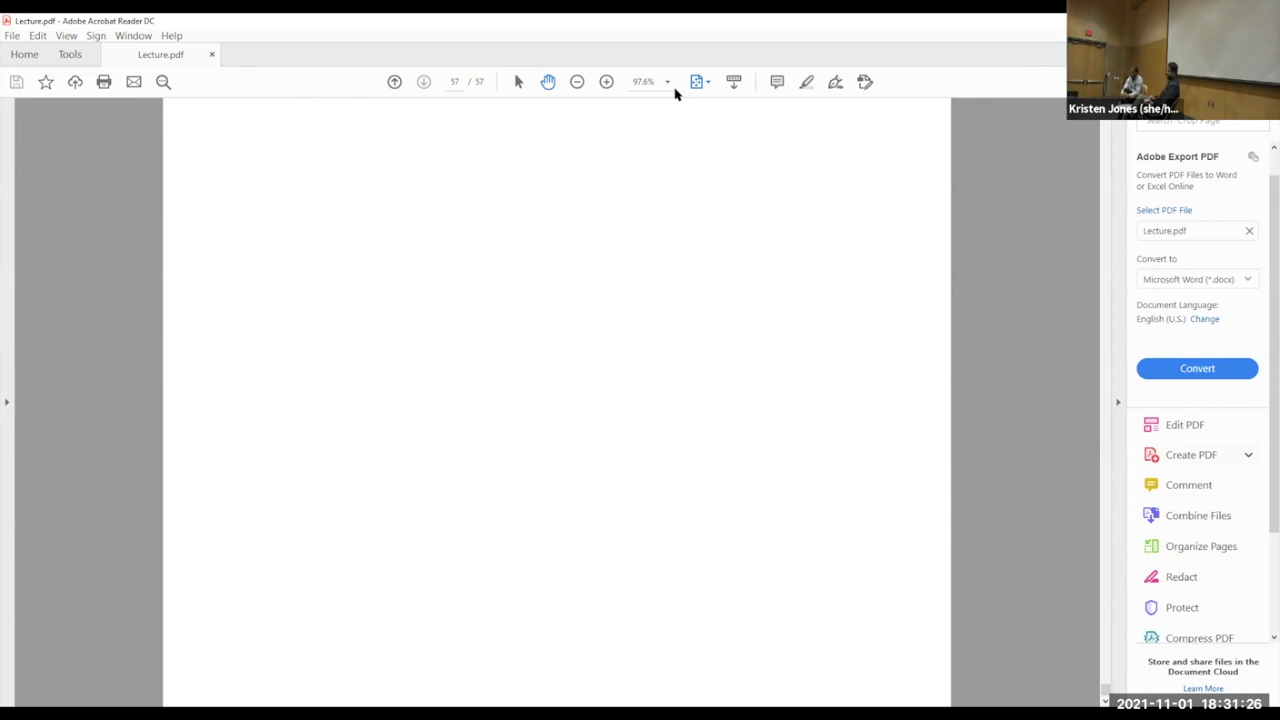 Lecture.pdf - Adobe Acrobat Reader DC
File Edit View Sign Window Help
Home Tools Lecture.pdf
57 / 57 97.6%
Kristen Jones (she/h...
Search 'Crop Page'
Adobe Export PDF
Convert PDF Files to Word
or Excel Online
Select PDF File
Lecture.pdf
Convert to
Microsoft Word (*.docx)
Document Language:
English (U.S.) Change
Convert
Edit PDF
Create PDF
Comment
Combine Files
Organize Pages
Redact
Protect
Compress PDF
Store and share files in the
Document Cloud
Learn More
2021-11-01 18:31:26